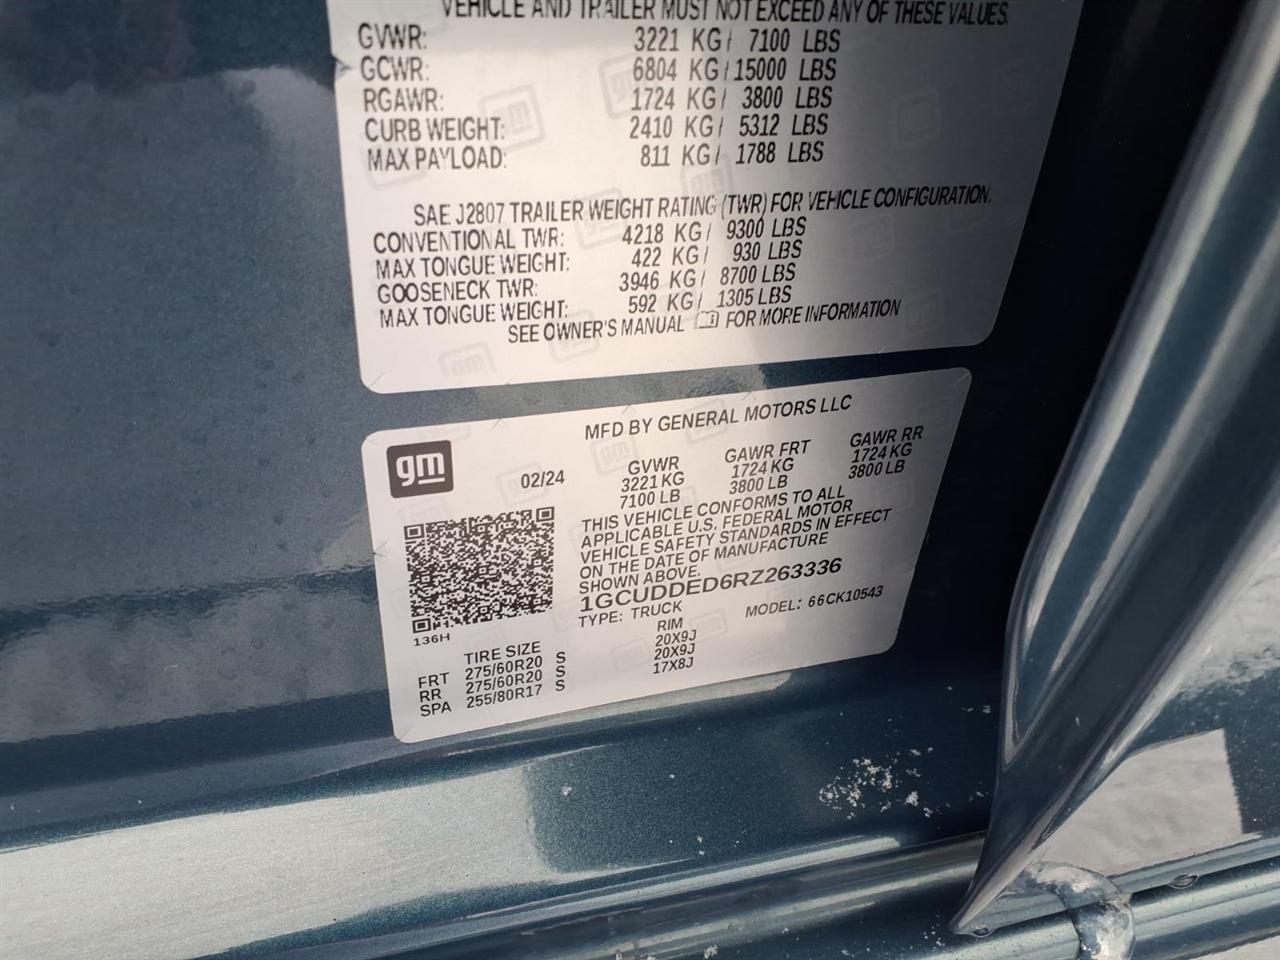 VEHICLE AND TRAILER MUST NOT EXCEED ANY OF THESE VALUES.
GVWR: 3221 KG/ 7100 LBS
GCWR: 6804 KG/15000 LBS
RGAWR: 1724 KG/ 3800 LBS
CURB WEIGHT: 2410 KG/ 5312 LBS
MAX PAYLOAD: 811 KG/ 1788 LBS
SAE J2807 TRAILER WEIGHT RATING (TWR) FOR VEHICLE CONFIGURATION.
CONVENTIONAL TWR: 4218 KG/ 9300 LBS
MAX TONGUE WEIGHT: 422 KG/ 930 LBS
GOOSENECK TWR: 3946 KG/ 8700 LBS
MAX TONGUE WEIGHT: 592 KG/ 1305 LBS
SEE OWNER'S MANUAL FOR MORE INFORMATION
gm
MFD BY GENERAL MOTORS LLC
02/24
GVWR GAWR FRT GAWR RR
3221 KG 1724 KG 1724 KG
7100 LB 3800 LB 3800 LB
THIS VEHICLE CONFORMS TO ALL
APPLICABLE U.S. FEDERAL MOTOR
VEHICLE SAFETY STANDARDS IN EFFECT
ON THE DATE OF MANUFACTURE
SHOWN ABOVE.
1GCUDDED6RZ263336
TYPE: TRUCK MODEL: 66CK10543
136H
TIRE SIZE RIM
FRT 275/60R20 S 20X9J
RR 275/60R20 S 20X9J
SPA 255/80R17 S 17X8J